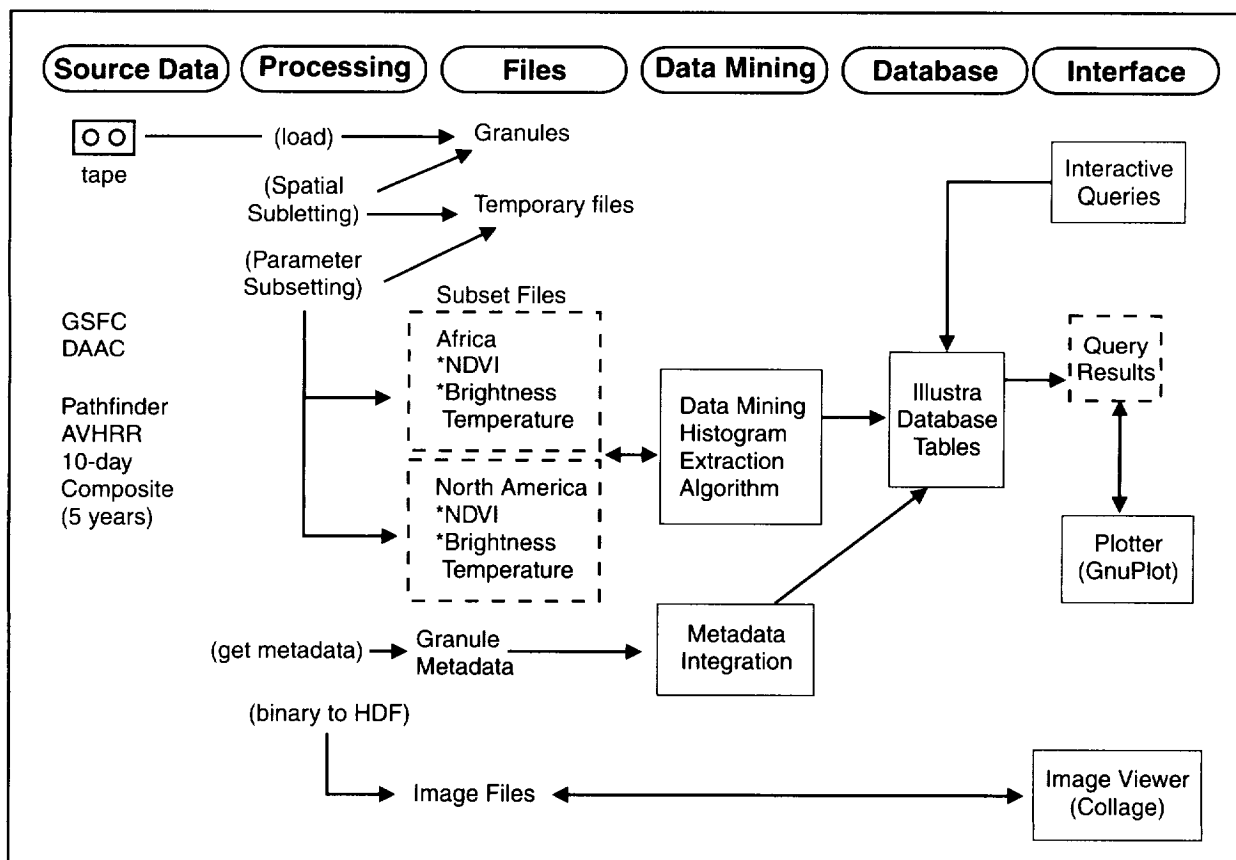 Source Data
Processing
Files
Data Mining
Database
Interface
tape
(load)
Granules
(Spatial
Subletting)
Temporary files
(Parameter
Subsetting)
Interactive
Queries
GSFC
DAAC
Pathfinder
AVHRR
10-day
Composite
(5 years)
Subset Files
Africa
*NDVI
*Brightness
Temperature
North America
*NDVI
*Brightness
Temperature
Data Mining
Histogram
Extraction
Algorithm
Illustra
Database
Tables
Query
Results
Plotter
(GnuPlot)
(get metadata)
Granule
Metadata
Metadata
Integration
(binary to HDF)
Image Files
Image Viewer
(Collage)